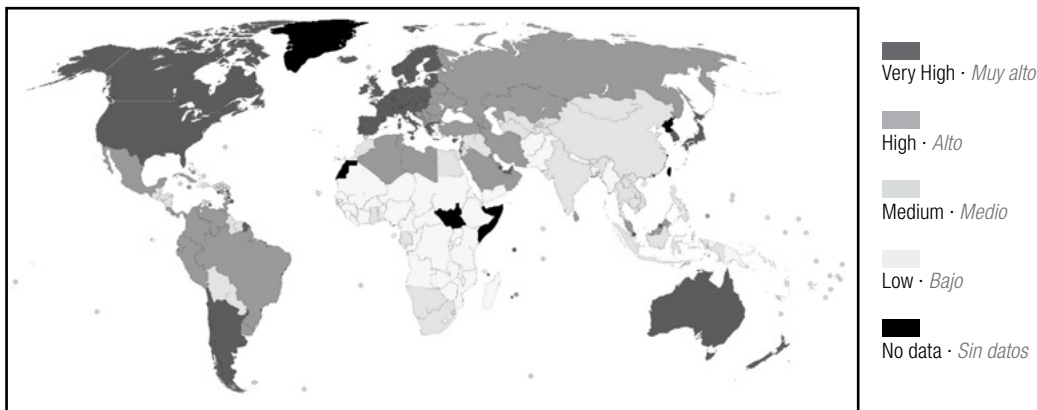 Very High · Muy alto
High · Alto
Medium · Medio
Low · Bajo
No data · Sin datos